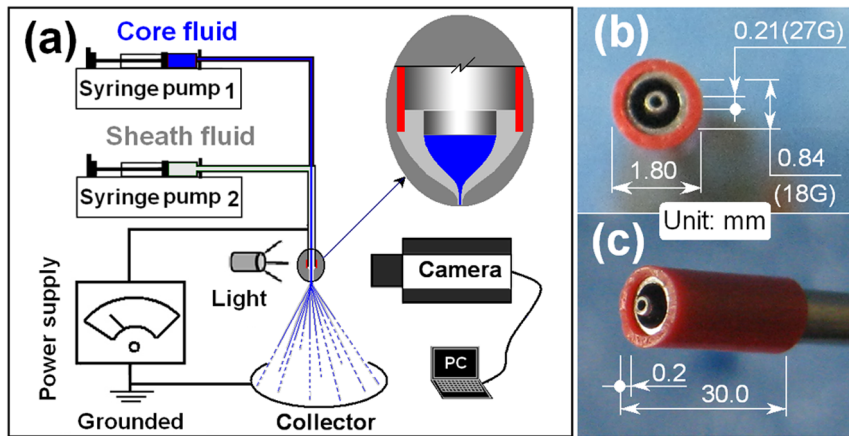 (a)
Core fluid
Syringe pump 1
Sheath fluid
Syringe pump 2
Power supply
Light
Camera
PC
Grounded
Collector
(b)
0.21(27G)
1.80
0.84
(18G)
Unit: mm
(c)
0.2
30.0